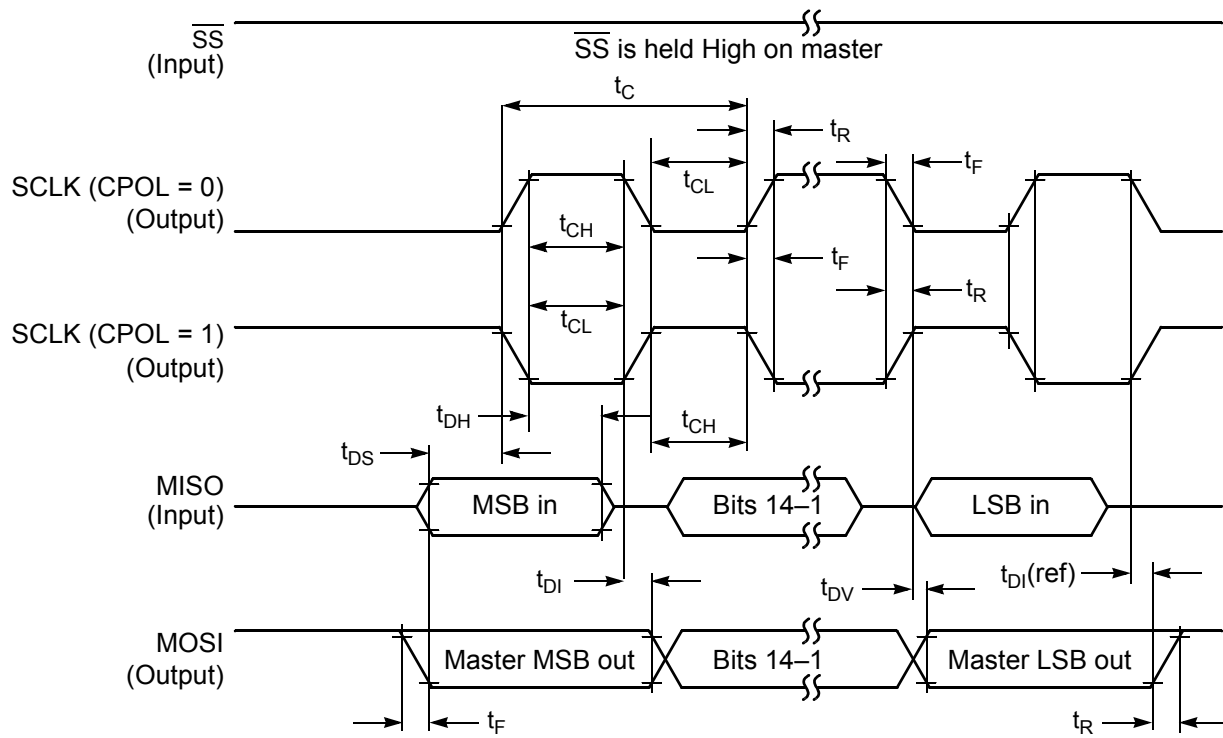 SS
(Input)
SS is held High on master
tC
tR
tF
SCLK (CPOL = 0)
(Output)
tCL
tCH
tF
tR
SCLK (CPOL = 1)
(Output)
tCL
tDH
tCH
tDS
MISO
(Input)
MSB in
Bits 14–1
LSB in
tDI
tDV
tDI(ref)
MOSI
(Output)
Master MSB out
Bits 14–1
Master LSB out
tF
tR